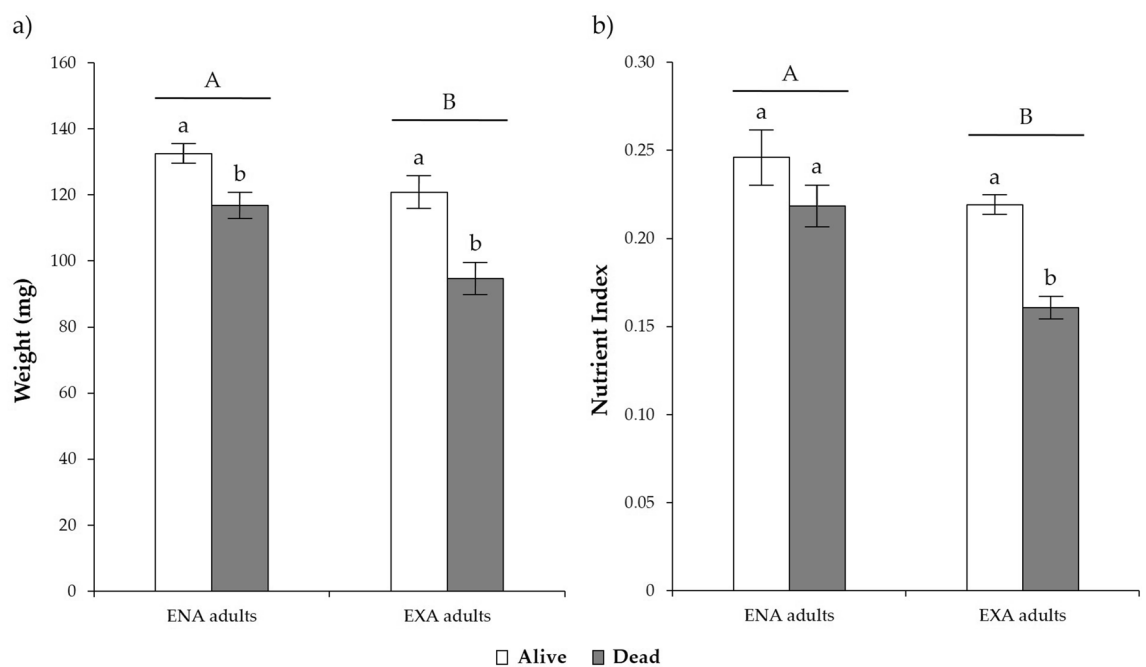 a)
160
140
120
100
80
60
40
20
0
Weight (mg)
A
a
b
B
a
b
ENA adults
EXA adults
b)
0.30
0.25
0.20
0.15
0.10
0.05
0
Nutrient Index
A
a
a
B
a
b
ENA adults
EXA adults
Alive Dead